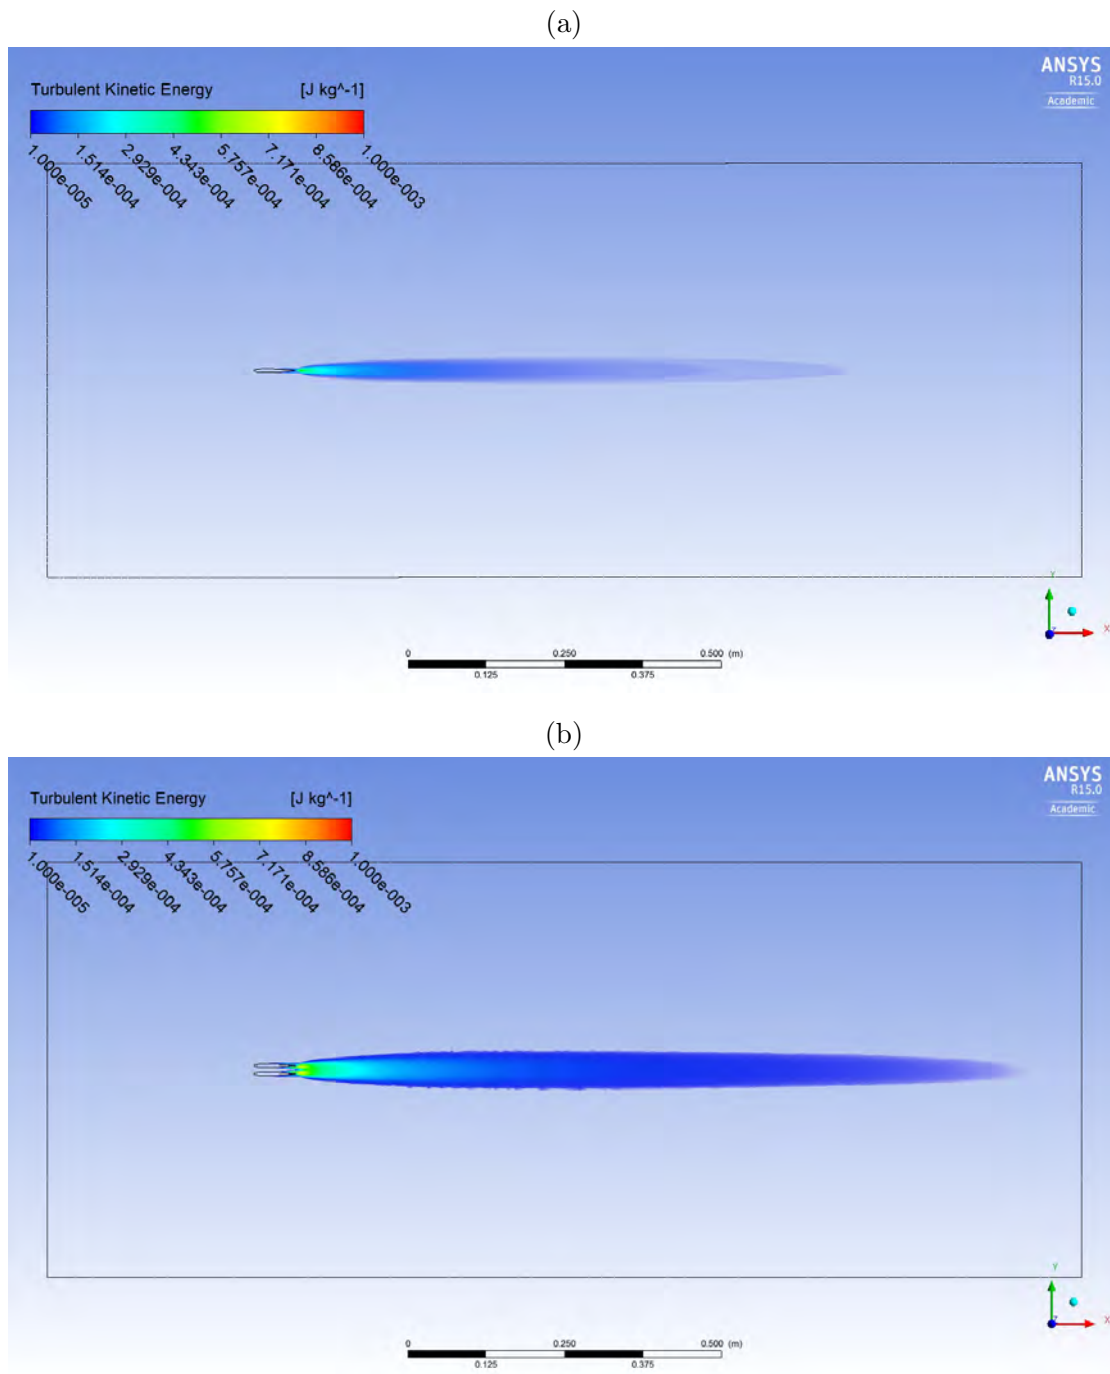 (a)
ANSYS
R15.0
Academic
Turbulent Kinetic Energy [J kg^-1]
1.000e-005 1.514e-004 2.929e-004 4.343e-004 5.757e-004 7.171e-004 8.586e-004 1.000e-003
Y
X
0 0.250 0.500 (m)
0.125 0.375
(b)
ANSYS
R15.0
Academic
Turbulent Kinetic Energy [J kg^-1]
1.000e-005 1.514e-004 2.929e-004 4.343e-004 5.757e-004 7.171e-004 8.586e-004 1.000e-003
y
X
0 0.250 0.500 (m)
0.125 0.375